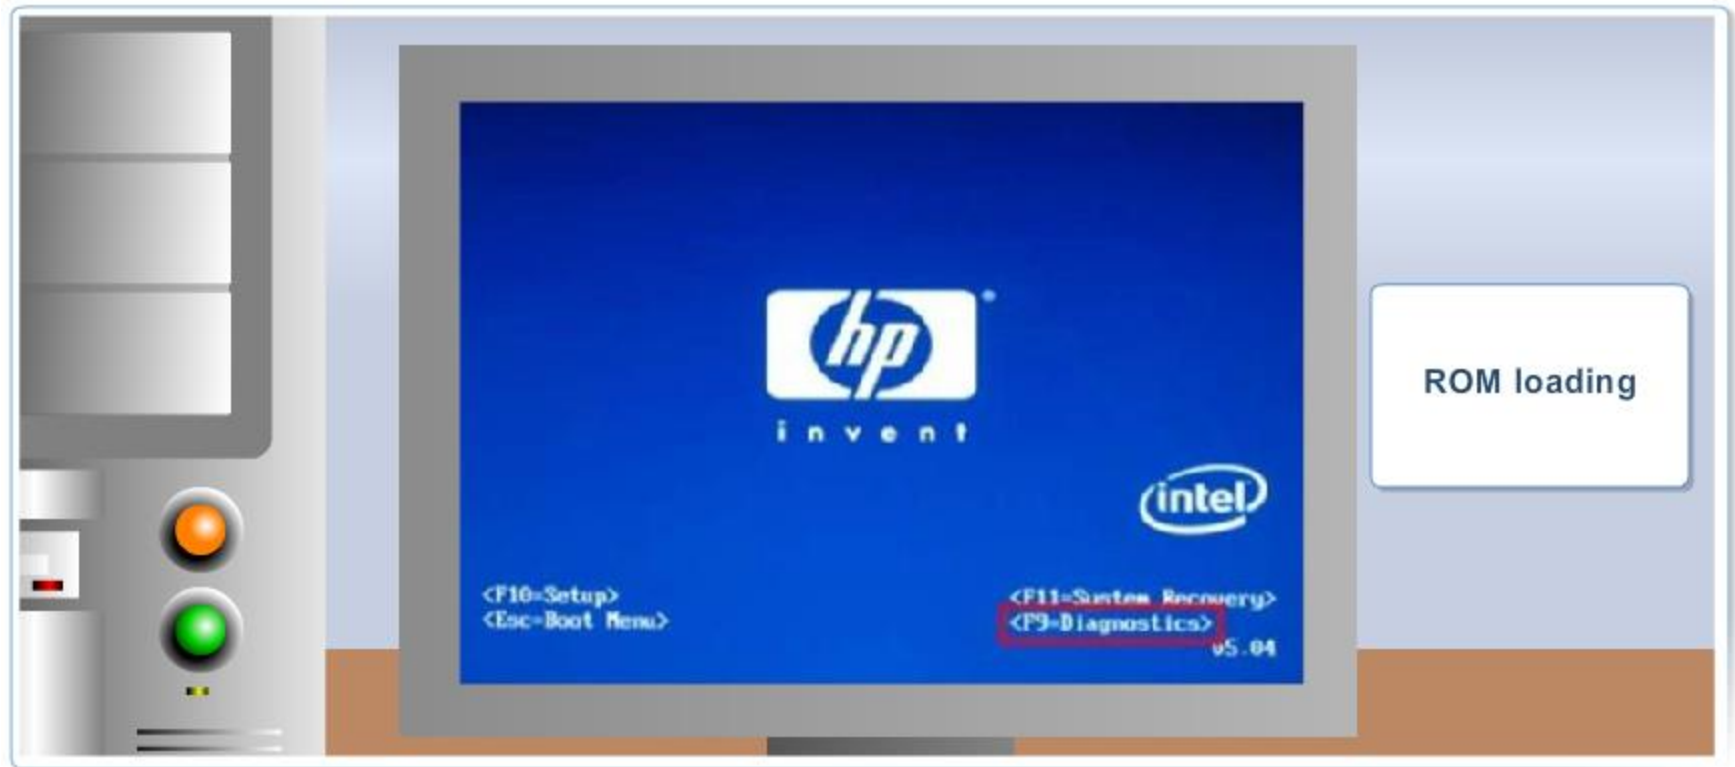 hp
invent
intel
<F10=Setup>
<Esc=Boot Menu>
<F11=System Recovery>
<F9=Diagnostics>
v5.04
ROM loading